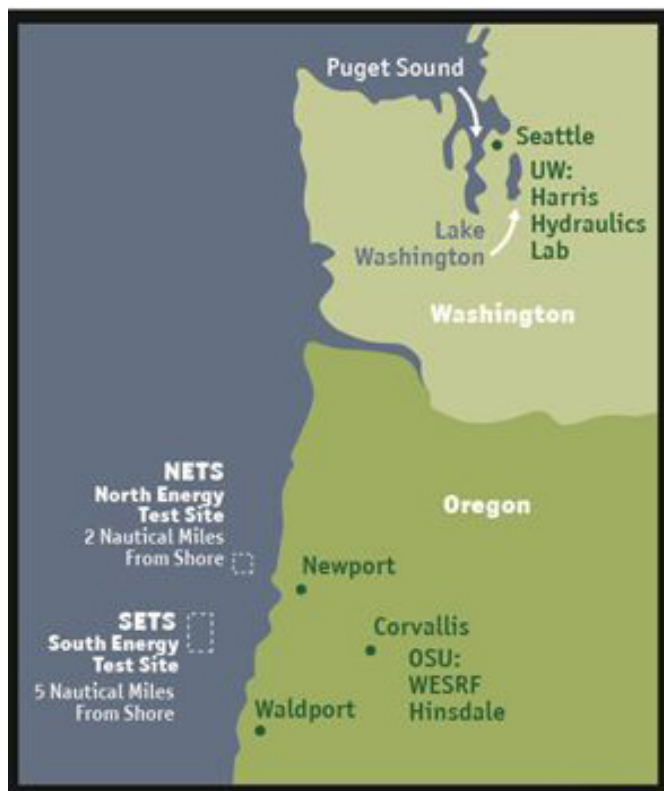 Puget Sound
Seattle
UW:
Harris
Hydraulics
Lab
Lake
Washington
Washington
NETS
North Energy
Test Site
2 Nautical Miles
From Shore
Oregon
Newport
SETS
South Energy
Test Site
5 Nautical Miles
From Shore
Corvallis
OSU:
WESRF
Hinsdale
Waldport